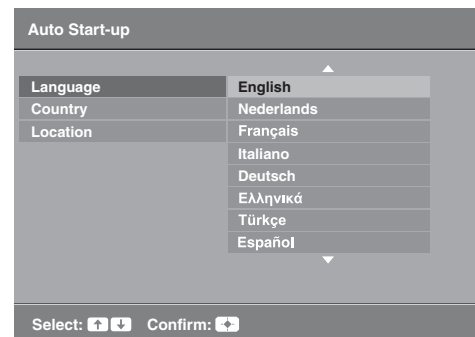 Auto Start-up
Language
Country
Location
English
Nederlands
Français
Italiano
Deutsch
Ελληνικά
Türkçe
Español
Select: Confirm: